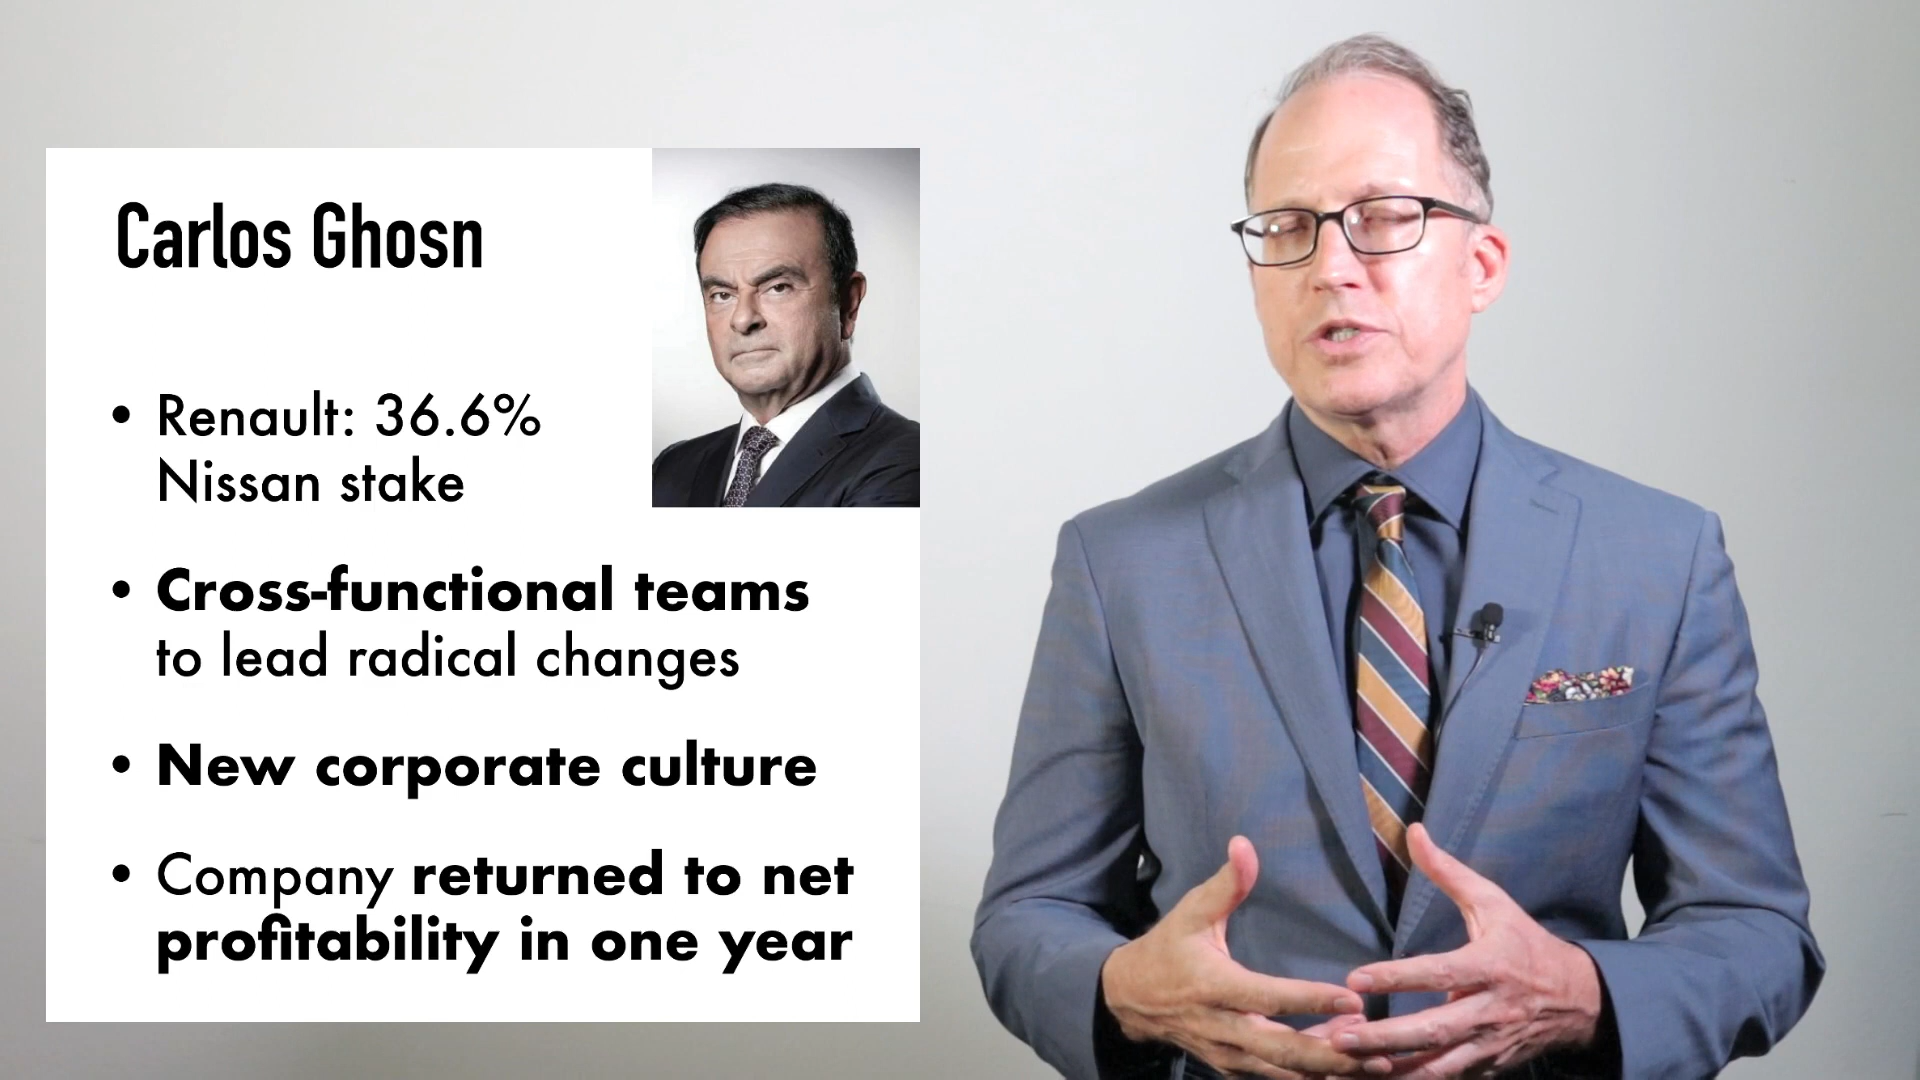 Carlos Ghosn
• Renault: 36.6%
Nissan stake
• Cross-functional teams
to lead radical changes
• New corporate culture
• Company returned to net
profitability in one year